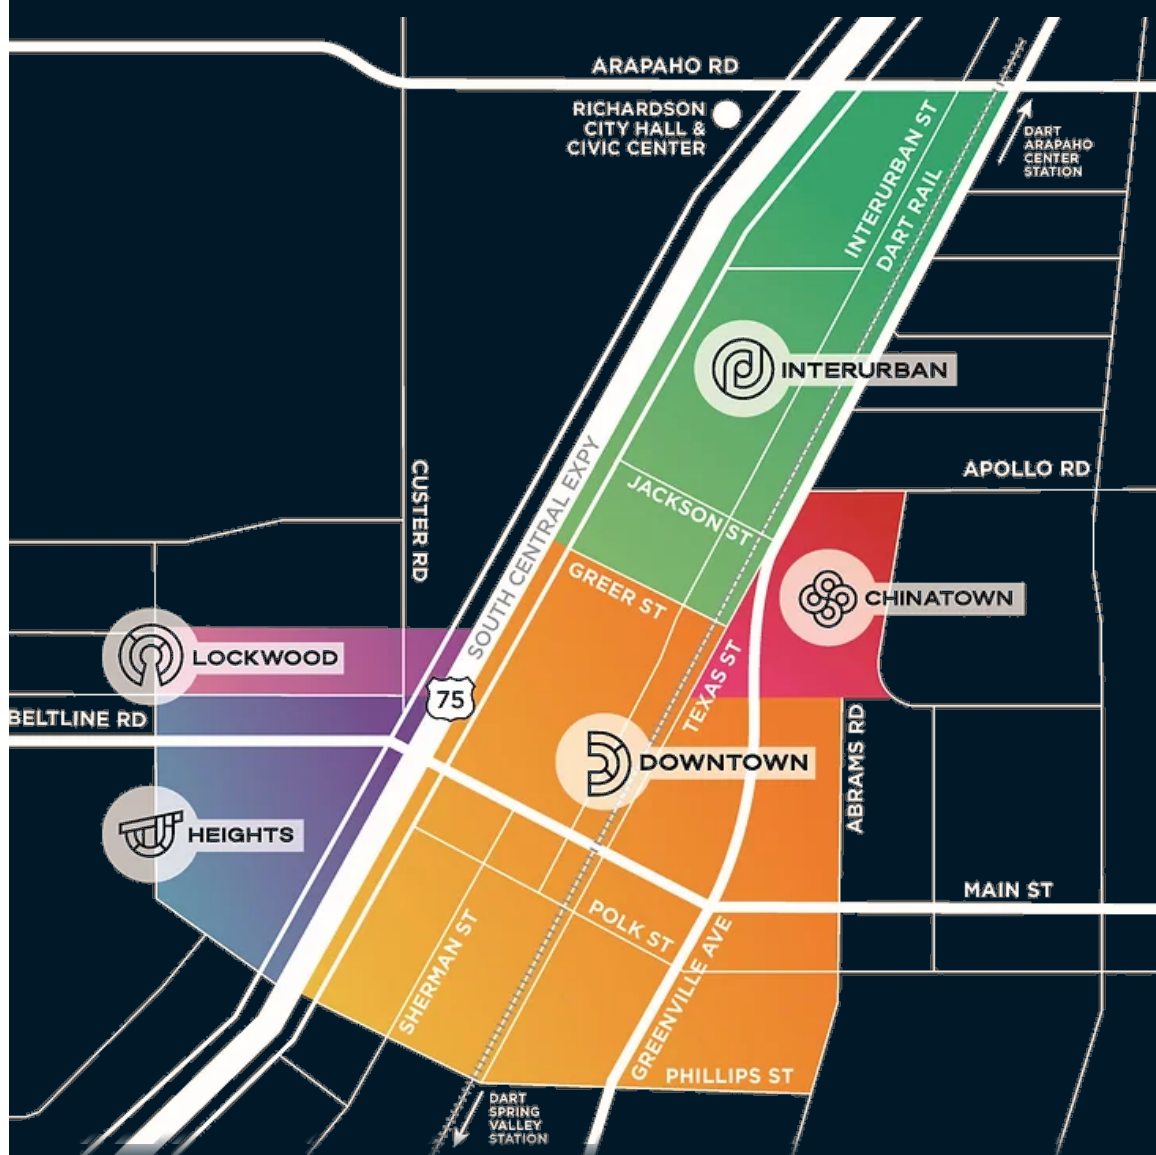 ARAPAHO RD
RICHARDSON
CITY HALL &
CIVIC CENTER
INTERURBAN ST
DART RAIL
DART
ARAPAHO
CENTER
STATION
INTERURBAN
SOUTH CENTRAL EXPY
CUSTER RD
JACKSON ST
APOLLO RD
GREER ST
CHINATOWN
LOCKWOOD
TEXAS ST
75
BELTLINE RD
DOWNTOWN
ABRAMS RD
HEIGHTS
MAIN ST
POLK ST
SHERMAN ST
GREENVILLE AVE
PHILLIPS ST
DART
SPRING
VALLEY
STATION